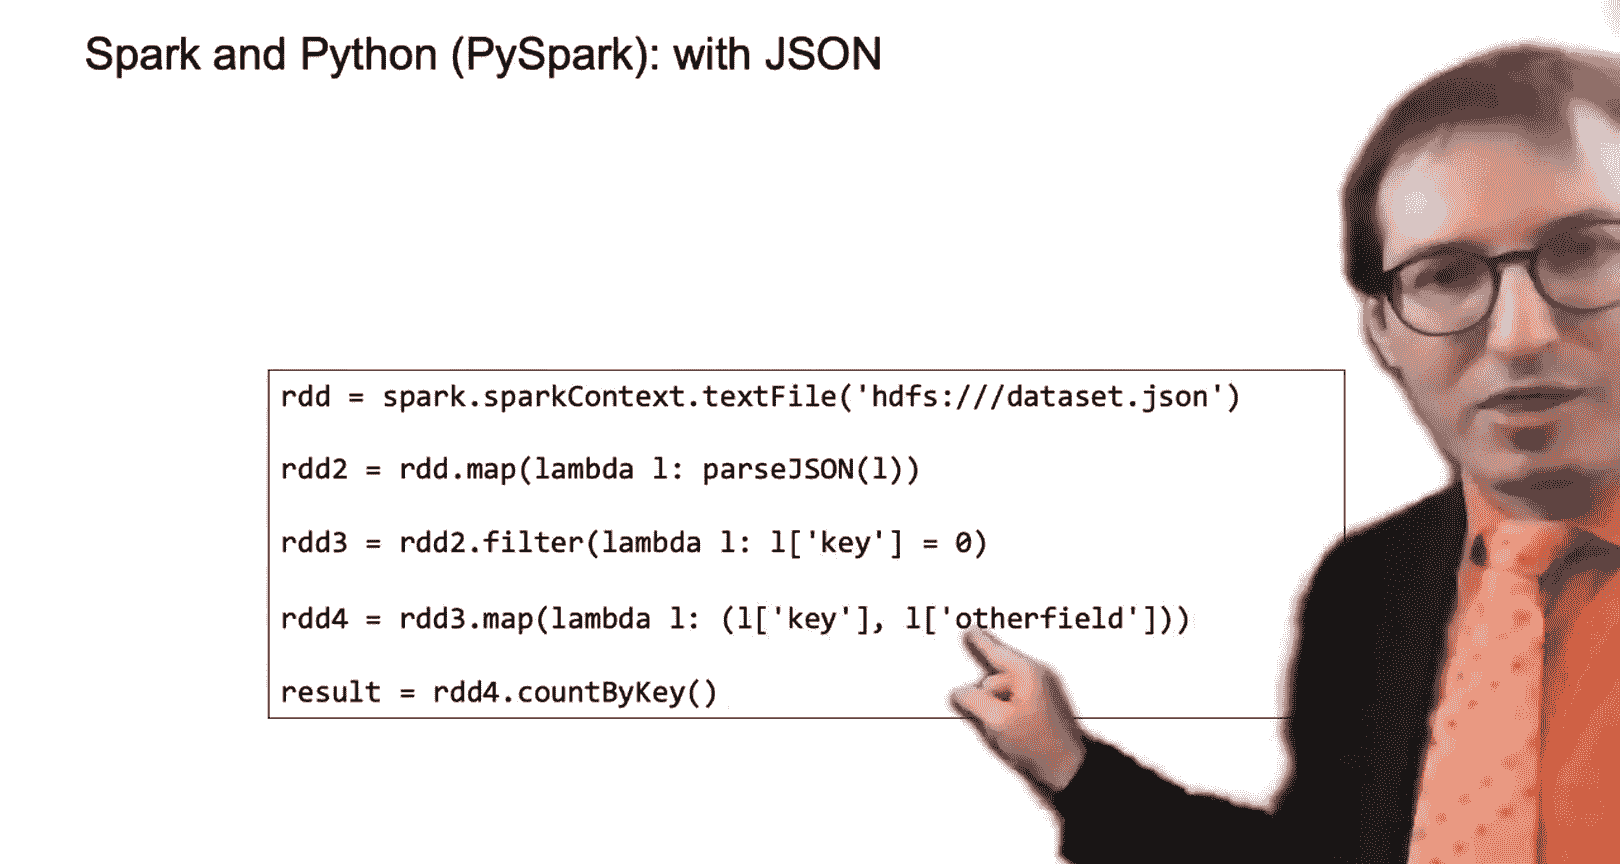 Spark and Python (PySpark): with JSON
rdd = spark.sparkContext.textFile('hdfs:///dataset.json')
rdd2 = rdd.map(lambda l: parseJSON(l))
rdd3 = rdd2.filter(lambda l: l['key'] = 0)
rdd4 = rdd3.map(lambda l: (l['key'], l['otherfield']))
result = rdd4.countByKey()